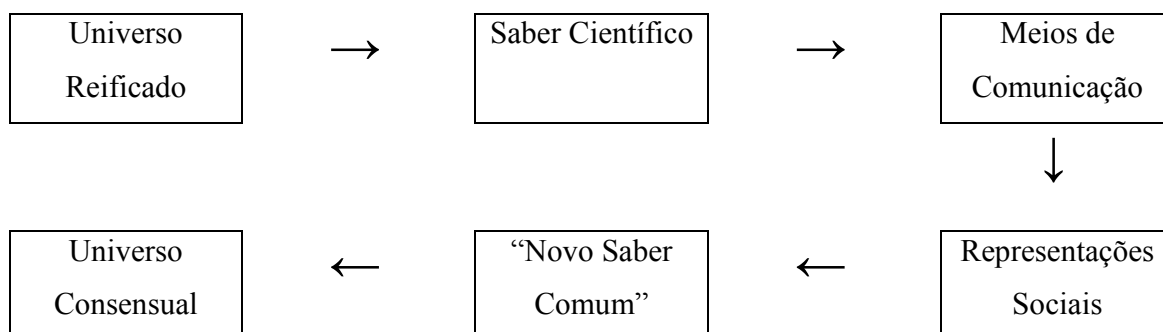 Universo
Reificado
→
Saber Científico
→
Meios de
Comunicação
↓
Universo
Consensual
←
“Novo Saber
Comum”
←
Representações
Sociais